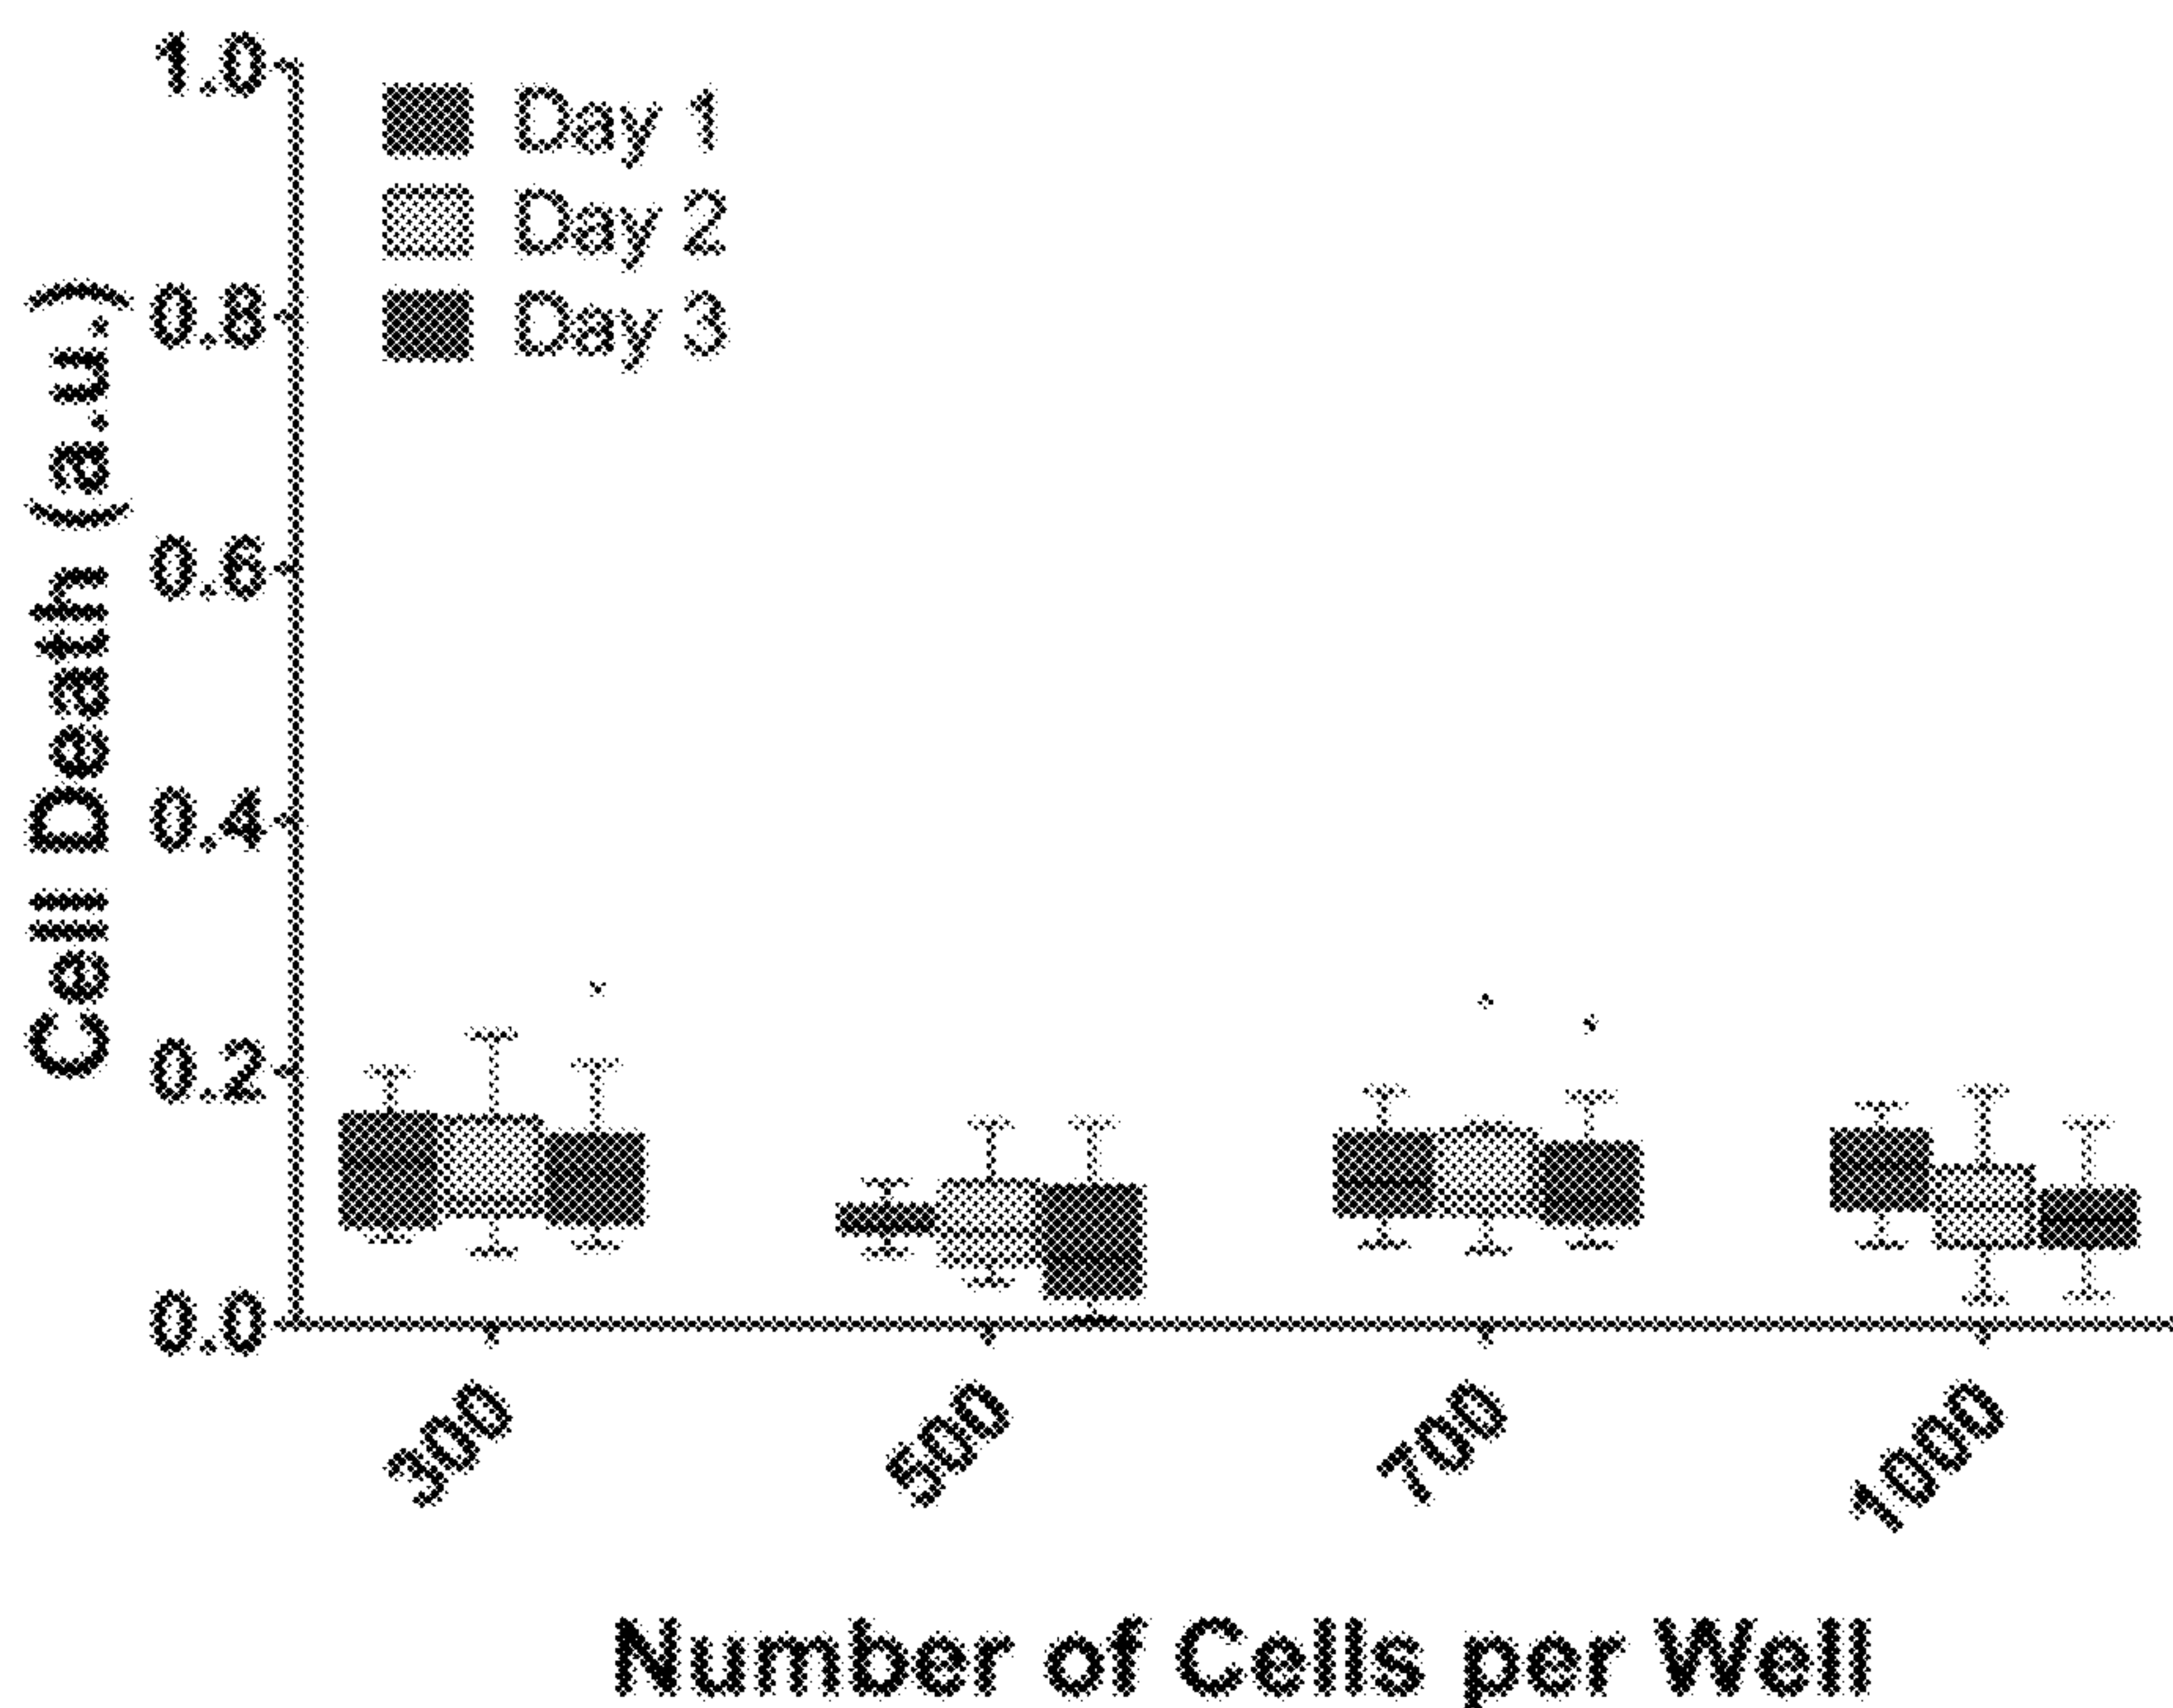 Cell Death (a.u.)
1.0
0.8
0.6
0.4
0.2
0.0
Day 1
Day 2
Day 3
300
500
700
1000
Number of Cells per Well